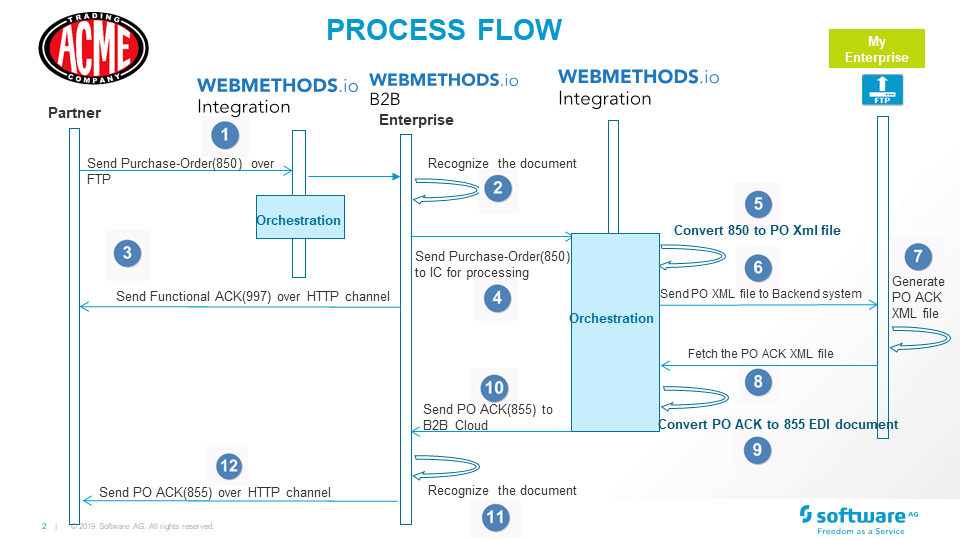 PROCESS FLOW
TRADING
ACME
COMPANY
My
Enterprise
FTP
WEBMETHODS.io
Integration
WEBMETHODS.io
B2B
Enterprise
WEBMETHODS.io
Integration
Partner
1
Send Purchase-Order(850) over
FTP
Orchestration
Recognize the document
2
3
Send Functional ACK(997) over HTTP channel
Send Purchase-Order(850)
to IC for processing
4
Orchestration
5
Convert 850 to PO Xml file
6
Send PO XML file to Backend system
7
Generate
PO ACK
XML file
Fetch the PO ACK XML file
8
Convert PO ACK to 855 EDI document
9
10
Send PO ACK(855) to
B2B Cloud
12
Send PO ACK(855) over HTTP channel
Recognize the document
11
2 | © 2019 Software AG. All rights reserved.
software AG
Freedom as a Service